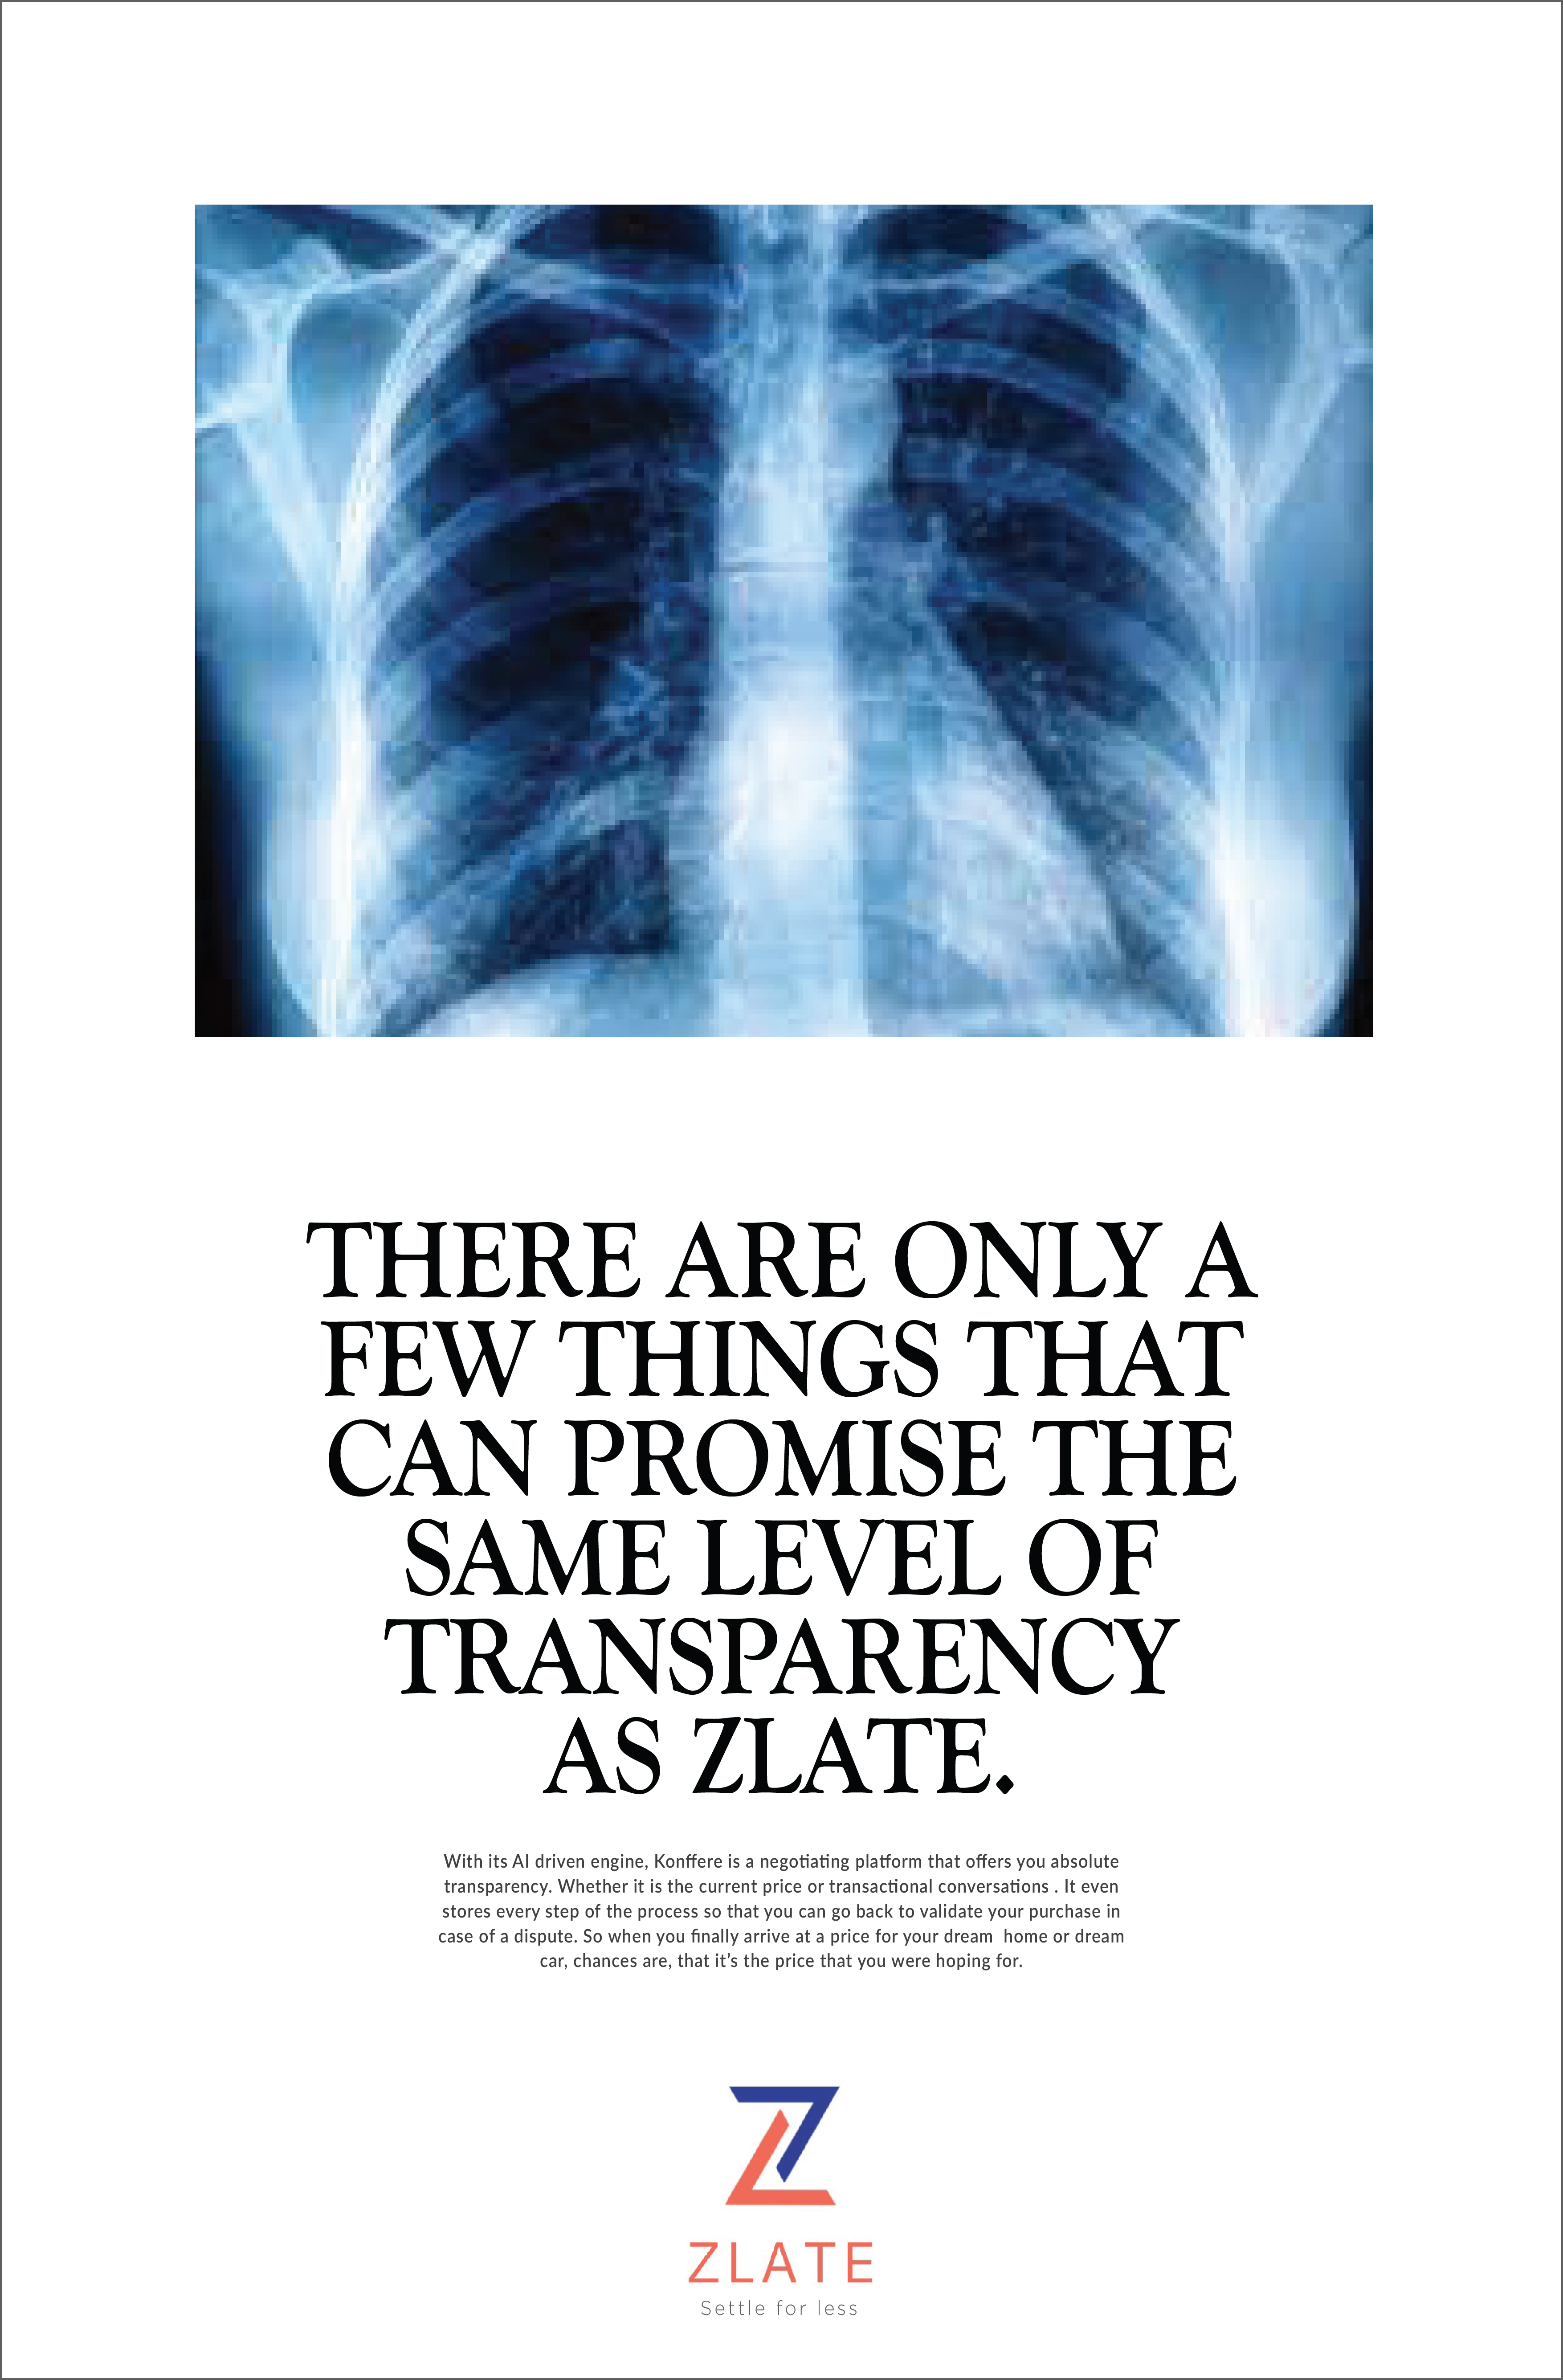 THERE ARE ONLY A
FEW THINGS THAT
CAN PROMISE THE
SAME LEVEL OF
TRANSPARENCY
AS ZLATE.
With its AI driven engine, Konffere is a negotiating platform that offers you absolute
transparency. Whether it is the current price or transactional conversations . It even
stores every step of the process so that you can go back to validate your purchase in
case of a dispute. So when you finally arrive at a price for your dream  home or dream
car, chances are, that it’s the price that you were hoping for.
ZLATE
Settle for less